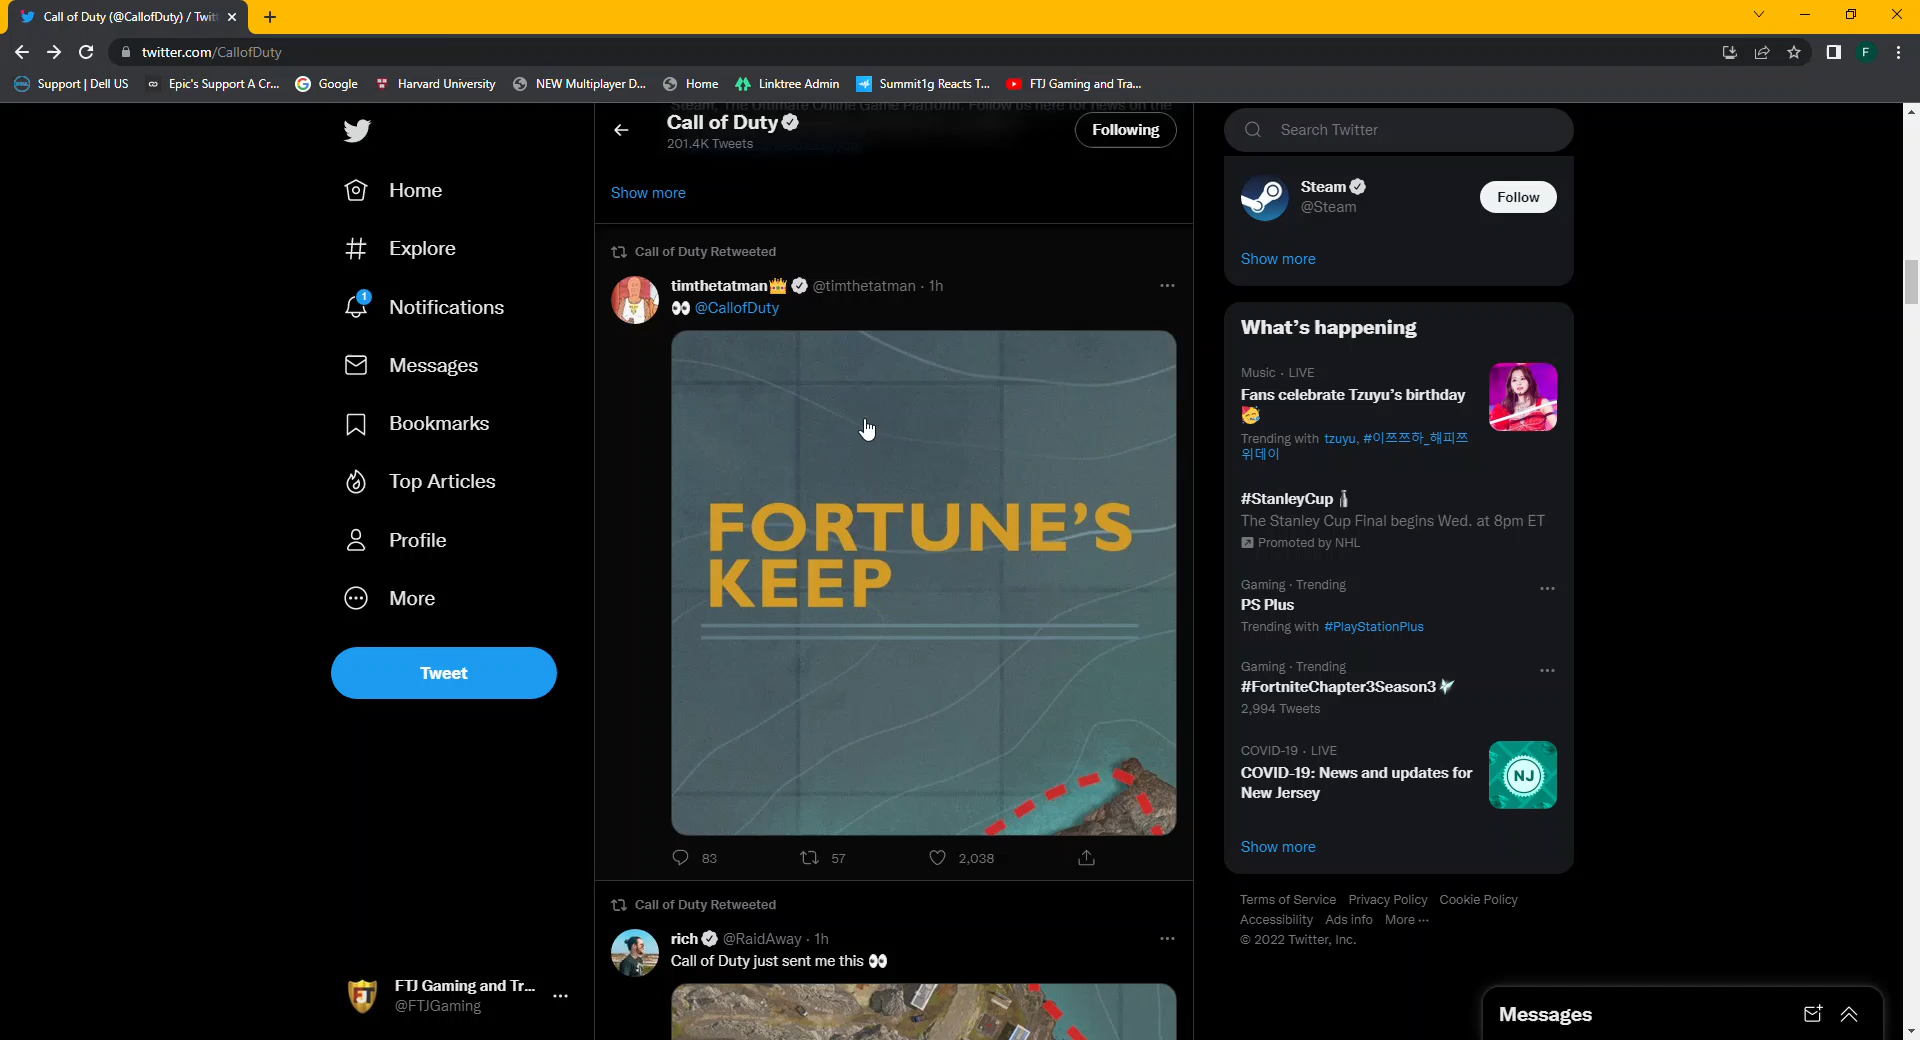 Call of Duty (@CallofDuty) / Twit
twitter.com/CallofDuty
F
Support | Dell US
Epic's Support A Cr...
Google
Harvard University
NEW Multiplayer D...
Home
Linktree Admin
Summit1g Reacts T...
FTJ Gaming and Tra...
Home
Explore
1
Notifications
Messages
Bookmarks
Top Articles
Profile
More
Tweet
FTJ Gaming and Tr...
@FTJGaming
Steam, The Ultimate Online Game Platform. Follow us here for news on the
Call of Duty
201.4K Tweets
Following
Show more
Call of Duty Retweeted
timthetatman👑 @timthetatman · 1h
👀 @CallofDuty
FORTUNE'S
KEEP
83
57
2,038
Call of Duty Retweeted
rich @RaidAway · 1h
Call of Duty just sent me this 👀
Search Twitter
Steam
@Steam
Follow
Show more
What's happening
Music · LIVE
Fans celebrate Tzuyu's birthday
🥳
Trending with tzuyu, #이쯔쯔하_해피쯔
위데이
#StanleyCup
The Stanley Cup Final begins Wed. at 8pm ET
Promoted by NHL
Gaming · Trending
PS Plus
Trending with #PlayStationPlus
Gaming · Trending
#FortniteChapter3Season3
2,994 Tweets
COVID-19 · LIVE
COVID-19: News and updates for
New Jersey
NJ
Show more
Terms of Service Privacy Policy Cookie Policy
Accessibility Ads info More ···
© 2022 Twitter, Inc.
Messages